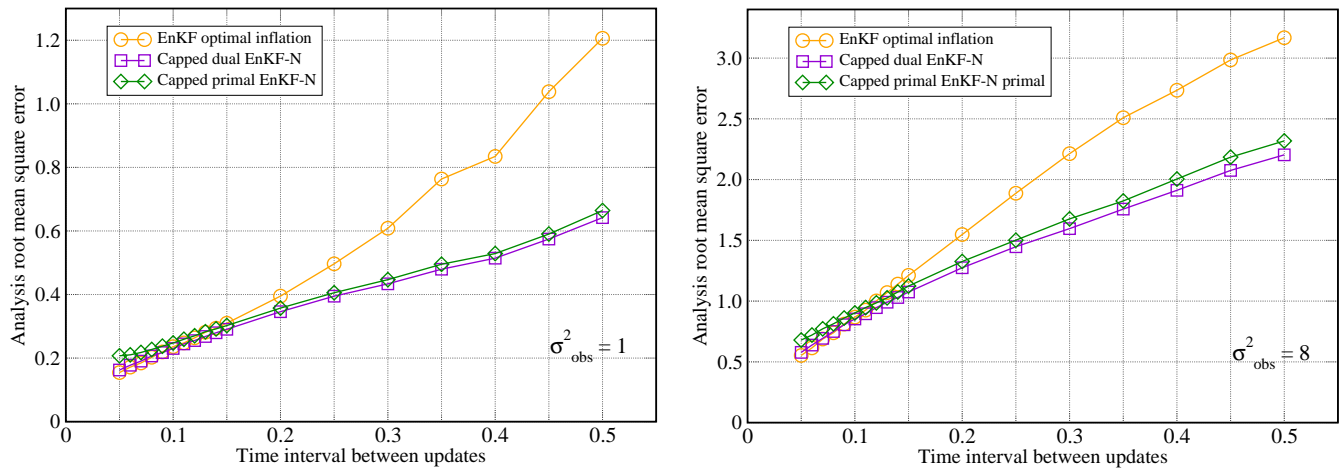 Analysis root mean square error
1.2
1.0
0.8
0.6
0.4
0.2
0
EnKF optimal inflation
Capped dual EnKF-N
Capped primal EnKF-N
σ²obs = 1
0 0.1 0.2 0.3 0.4 0.5
Time interval between updates
Analysis root mean square error
3.0
2.5
2.0
1.5
1.0
0.5
0
EnKF optimal inflation
Capped dual EnKF-N
Capped primal EnKF-N primal
σ²obs = 8
0 0.1 0.2 0.3 0.4 0.5
Time interval between updates